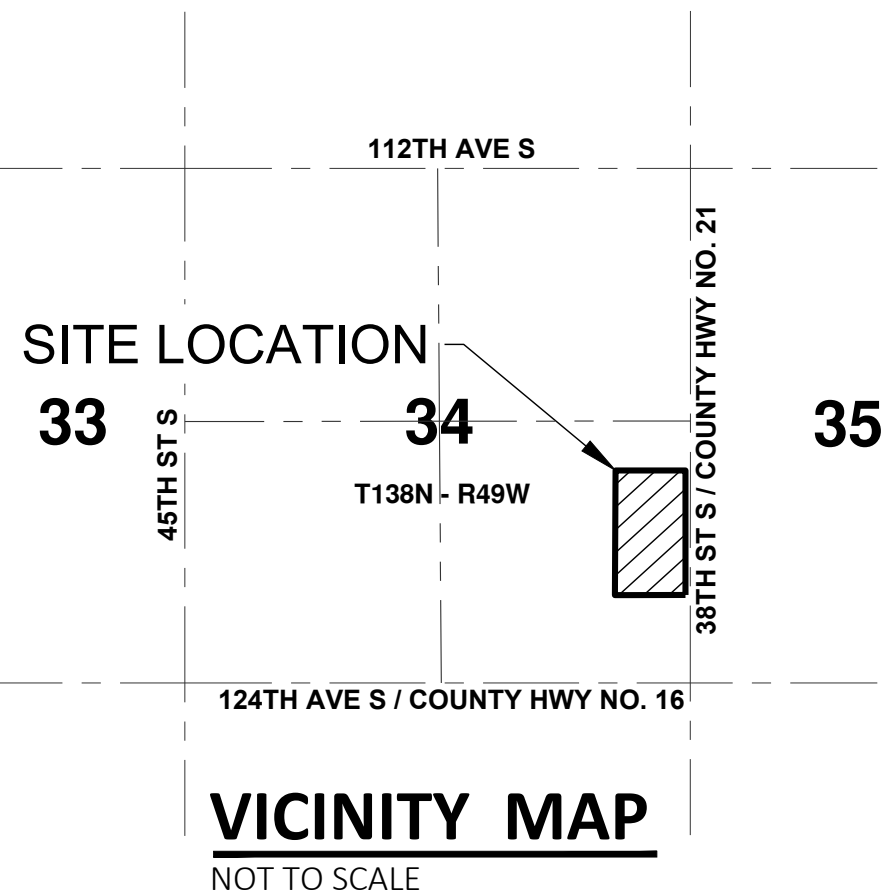 112TH AVE S
SITE LOCATION
33
34
35
45TH ST S
T138N - R49W
38TH ST S / COUNTY HWY NO. 21
124TH AVE S / COUNTY HWY NO. 16
VICINITY MAP
NOT TO SCALE